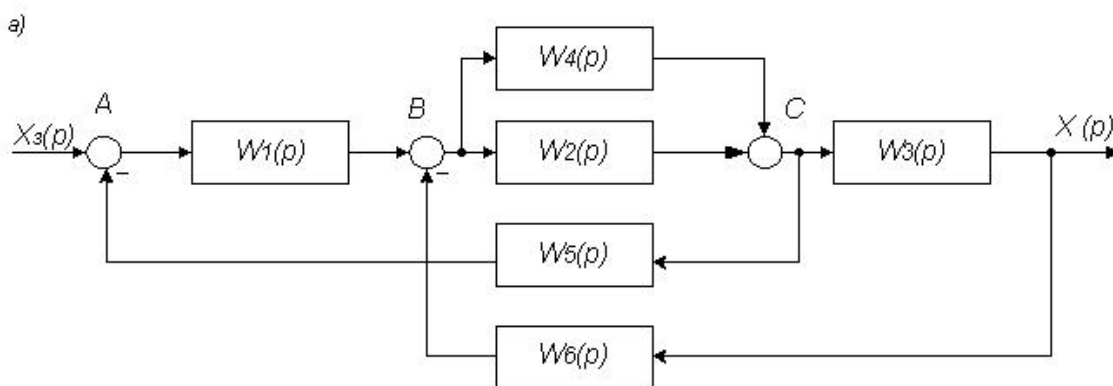 a)
W4(p)
A
B
C
X3(p)
W1(p)
W2(p)
W3(p)
X (p)
–
–
W5(p)
W6(p)